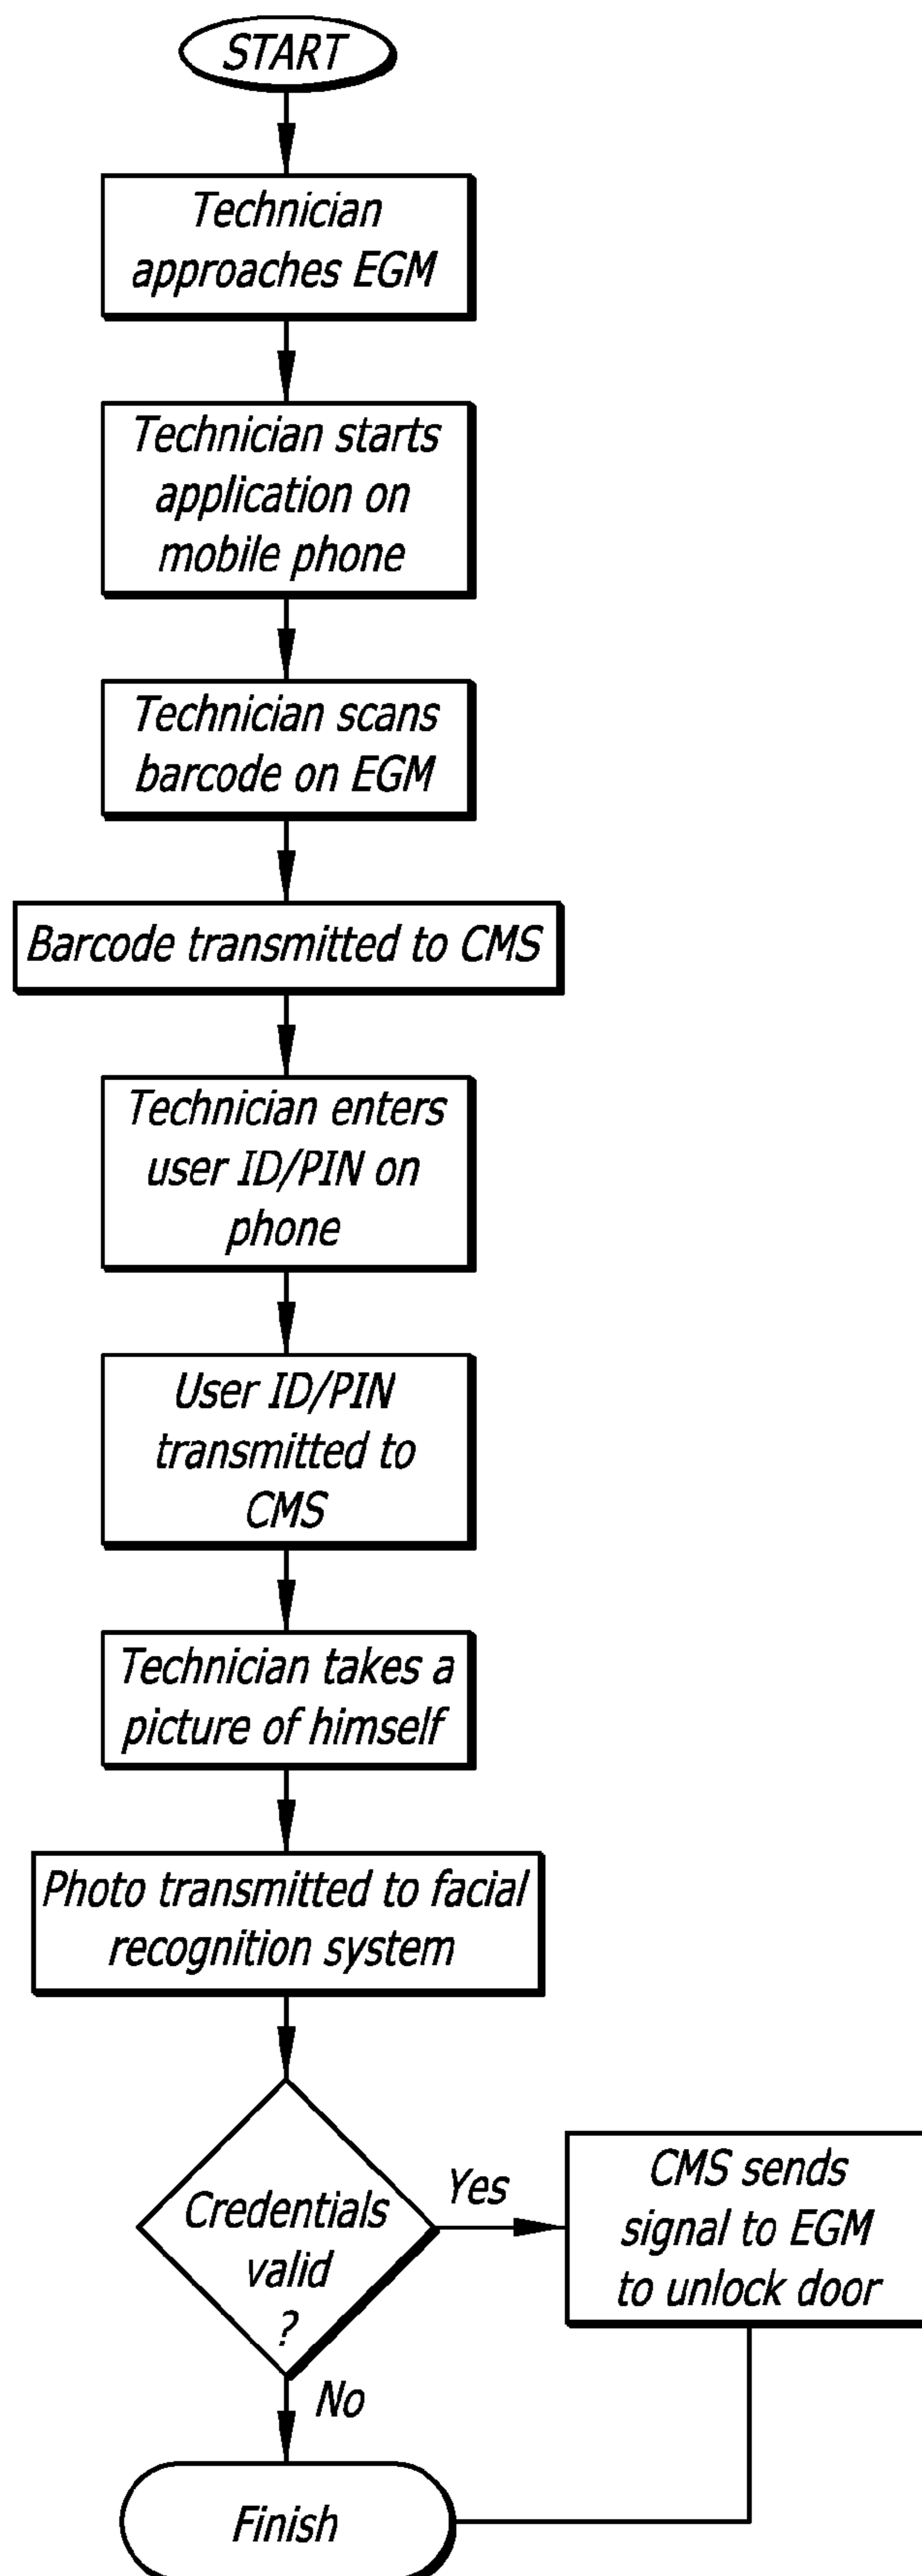 START
Technician
approaches EGM
Technician starts
application on
mobile phone
Technician scans
barcode on EGM
Barcode transmitted to CMS
Technician enters
user ID/PIN on
phone
User ID/PIN
transmitted to
CMS
Technician takes a
picture of himself
Photo transmitted to facial
recognition system
Credentials
valid
?
Yes
CMS sends
signal to EGM
to unlock door
No
Finish